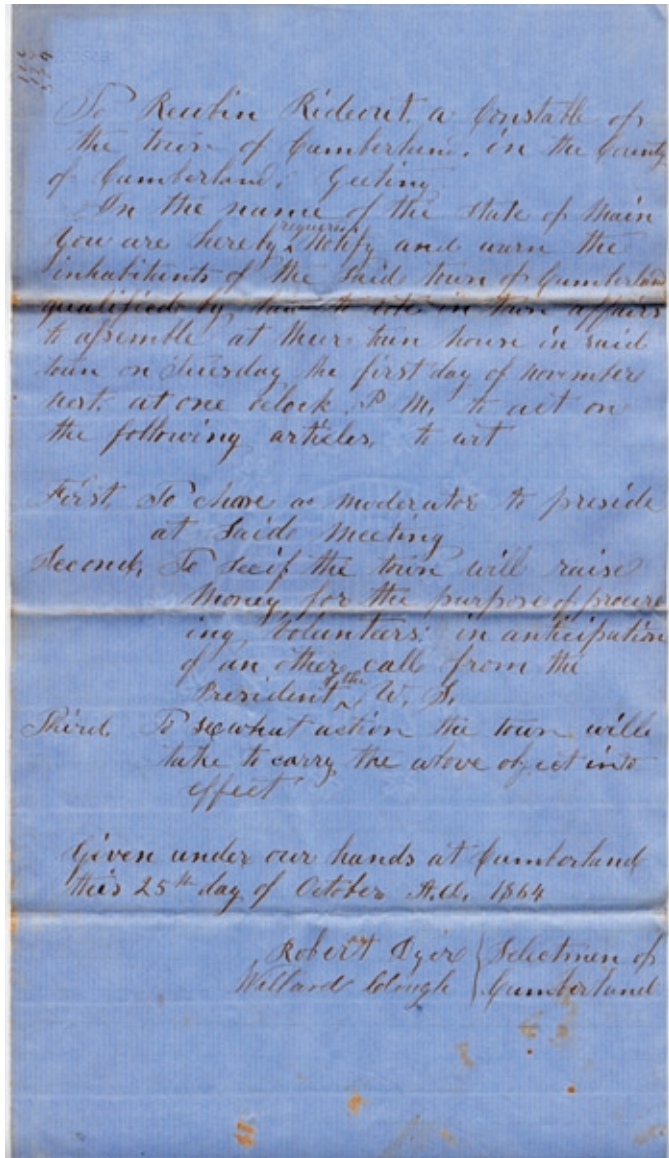 To Reubin Rideout, a Constable of
the town of Cumberland, in the County
of Cumberland, Geeting
In the name of the State of Main
you are hereby required Notify and warn the
inhabitants of the said town of Cumberland
qualified by law to vote in town affairs
to assemble at their town house in said
town on Tuesday the first day of November
next. at one oclock P. M. to act on
the following articles, to wit
First, To chose a moderator to preside
at said Meeting
Second, To see if the town will raise
Money for the purpose of procure
ing Volunteers in anticipation
of an other call from the
President of the U. S.
Third. To se what action the town will
take to carry the above object into
effect
Given under our hands at Cumberland
this 25th day of October A.D. 1864
Robert Dyer } Selectmen of
Willard Clough } Cumberland